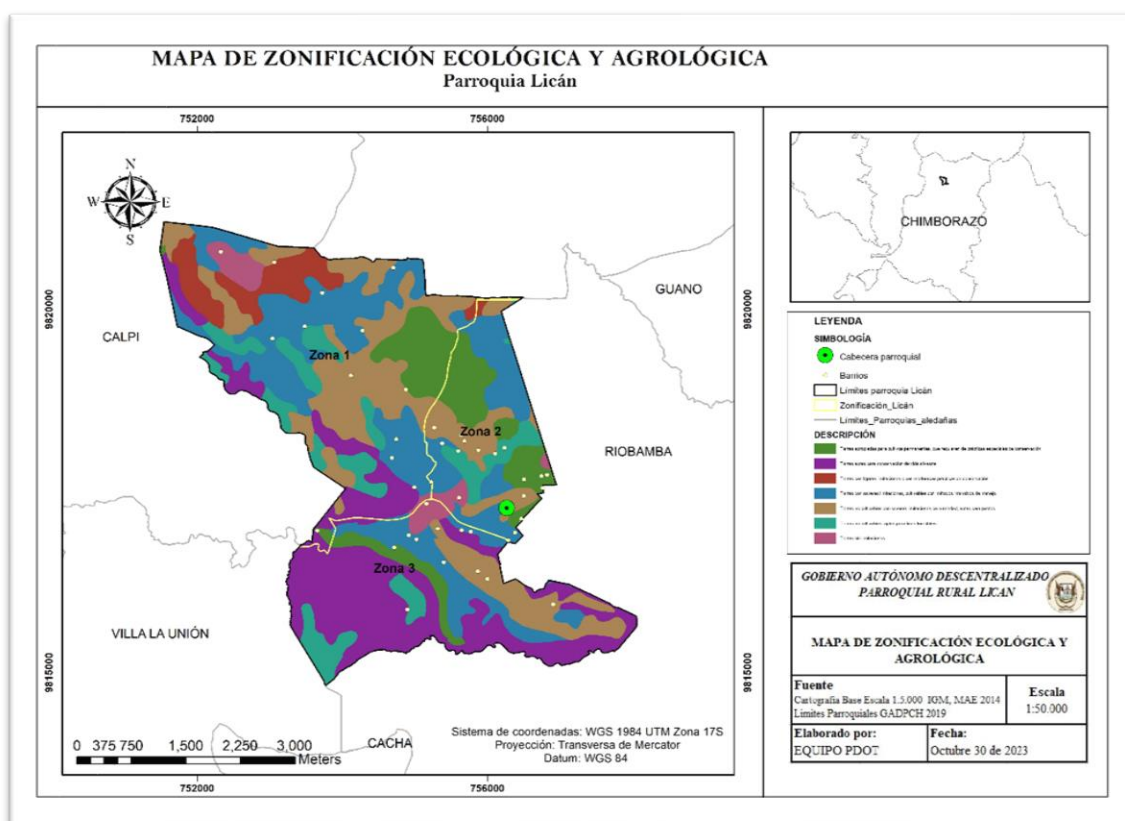 MAPA DE ZONIFICACIÓN ECOLÓGICA Y AGROLÓGICA
Parroquia Licán
752000
756000
N
W
E
S
9820000
9820000
GUANO
CALPI
Zona 1
Zona 2
RIOBAMBA
Zona 3
VILLA LA UNIÓN
9815000
9815000
CACHA
Sistema de coordenadas: WGS 1984 UTM Zona 17S
Proyección: Transversa de Mercator
Datum: WGS 84
0 375 750 1,500 2,250 3,000
Meters
752000
756000
CHIMBORAZO
LEYENDA
SIMBOLOGÍA
Cabecera parroquial
Barrios
Límites parroquia Licán
Zonificación_Licán
Límites_Parroquias_aledañas
DESCRIPCIÓN
GOBIERNO AUTÓNOMO DESCENTRALIZADO
PARROQUIAL RURAL LICAN
MAPA DE ZONIFICACIÓN ECOLÓGICA Y
AGROLÓGICA
Fuente
Cartografía Base Escala 1:5.000 IGM, MAE 2014
Límites Parroquiales GADPCH 2019
Escala
1:50.000
Elaborado por:
EQUIPO PDOT
Fecha:
Octubre 30 de 2023